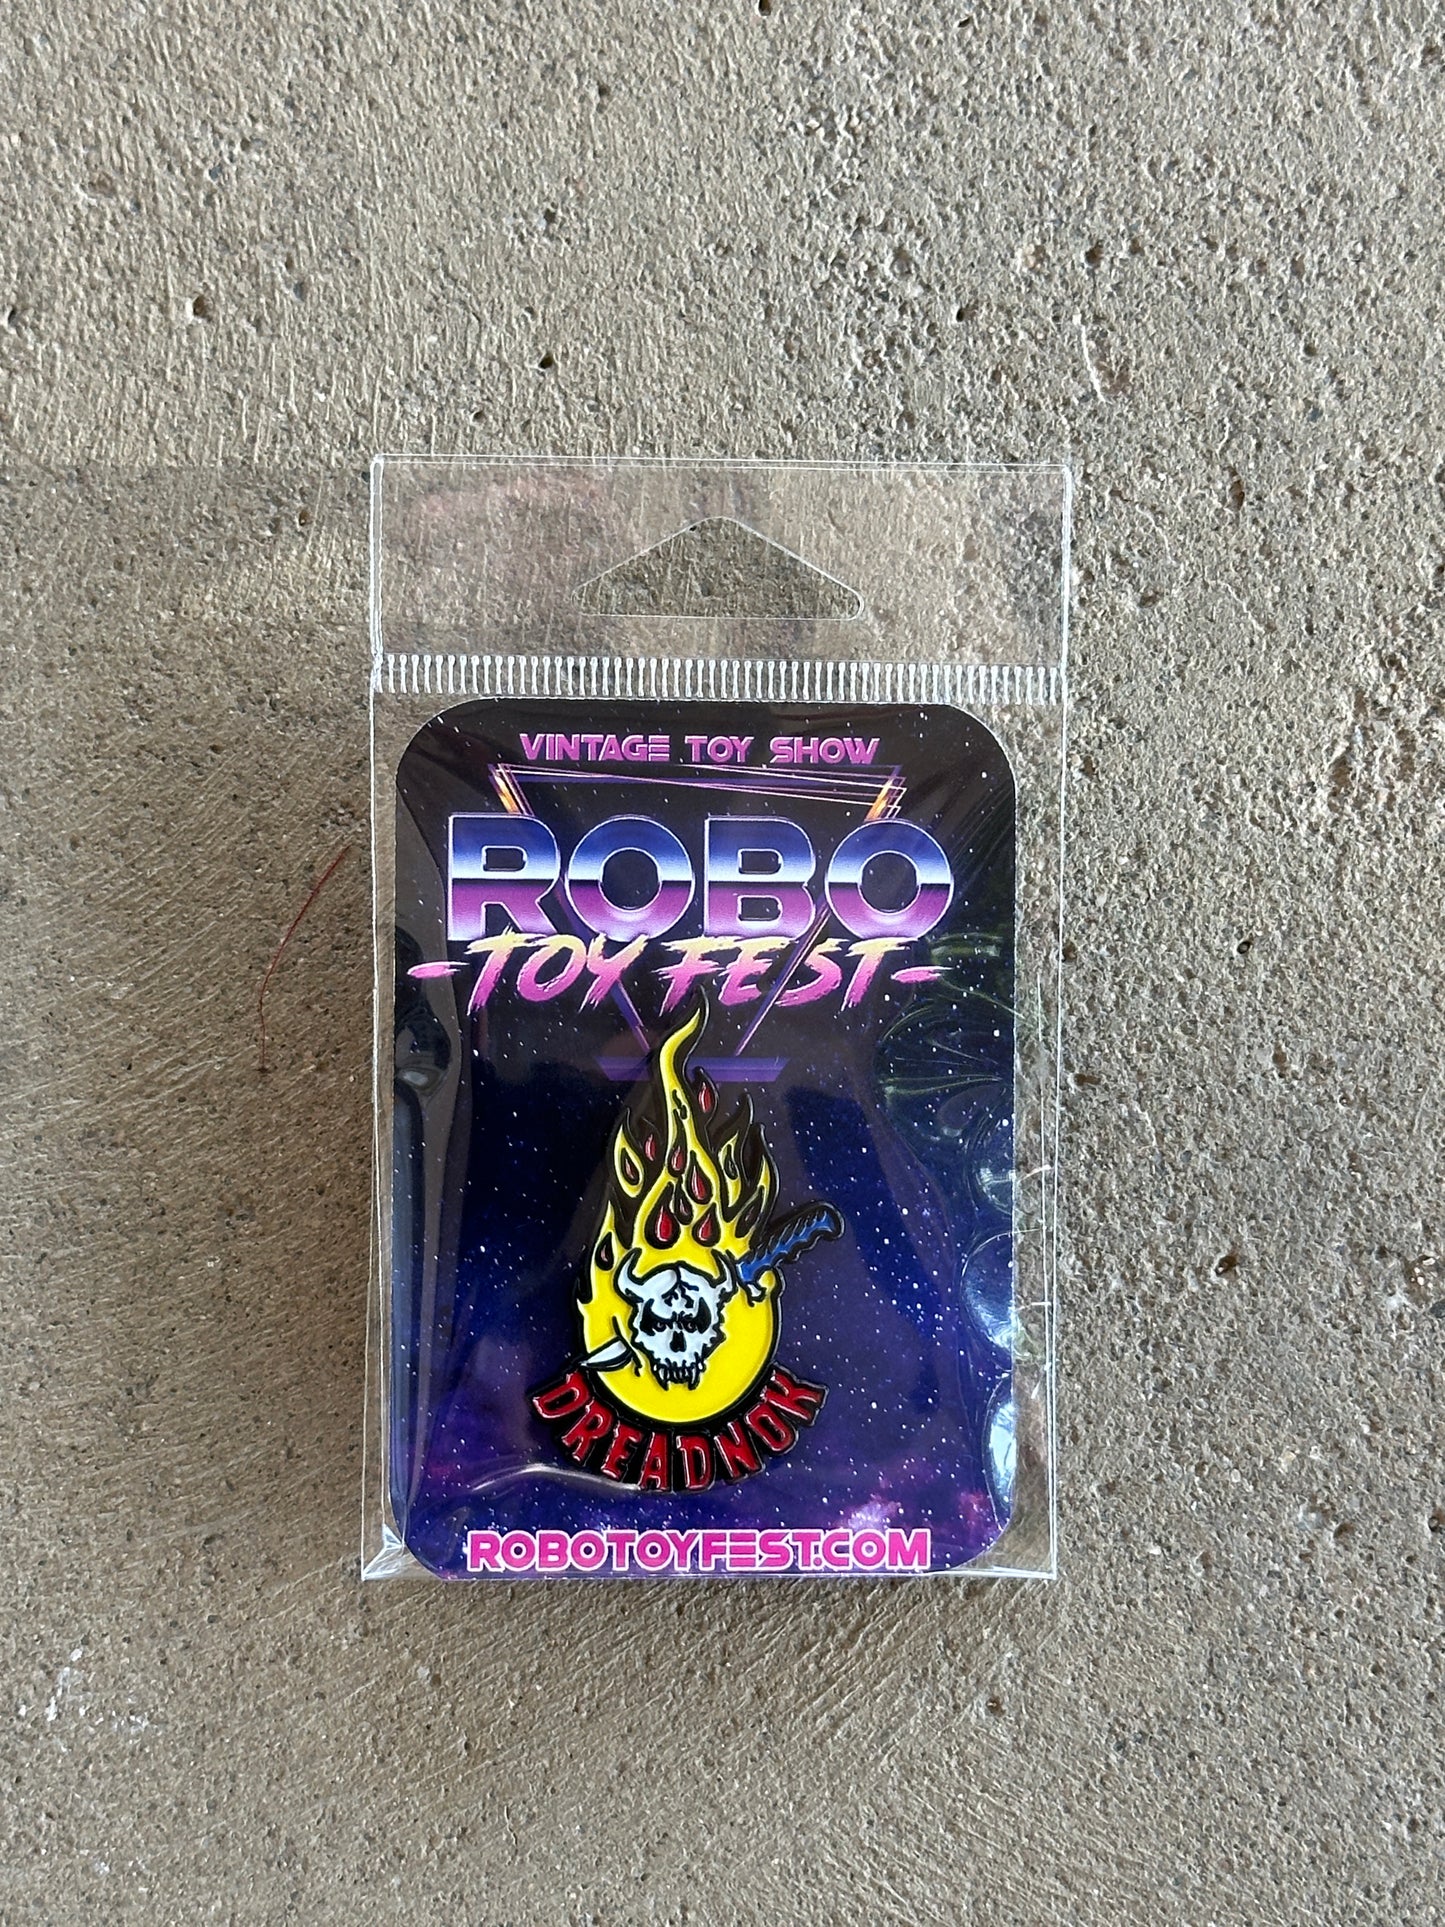 VINTAGE TOY SHOW
ROBO
-TOY FEST-
DREADNOK
ROBOTOYFEST.COM